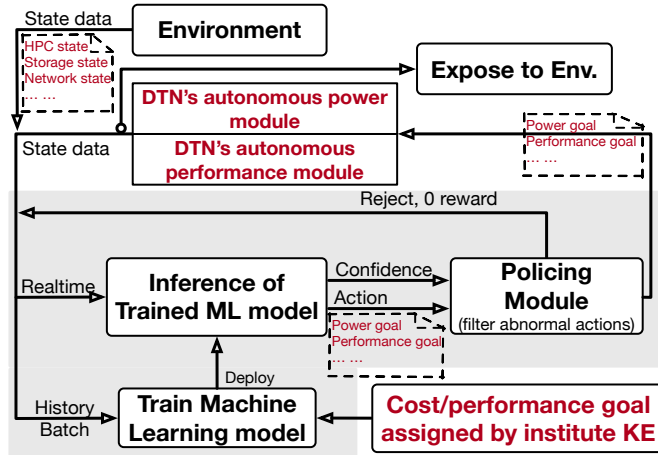 State data
Environment
HPC state
Storage state
Network state
... ...
Expose to Env.
DTN's autonomous power
module
DTN's autonomous
performance module
State data
Power goal
Performance goal
... ...
Reject, 0 reward
Realtime
Inference of
Trained ML model
Confidence
Action
Policing
Module
(filter abnormal actions)
Power goal
Performance goal
... ...
Deploy
History
Batch
Train Machine
Learning model
Cost/performance goal
assigned by institute KE